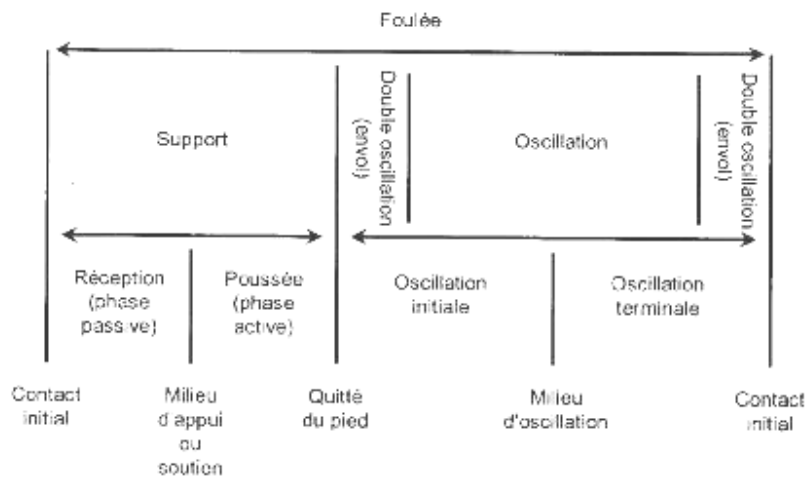 Foulée
Support
Double oscillation
(envol)
Oscillation
Double oscillation
(envol)
Réception
(phase
passive)
Poussée
(phase
active)
Oscillation
initiale
Oscillation
terminale
Contact
initial
Milieu
d'appui
ou
soutien
Quitté
du pied
Milieu
d'oscillation
Contact
initial